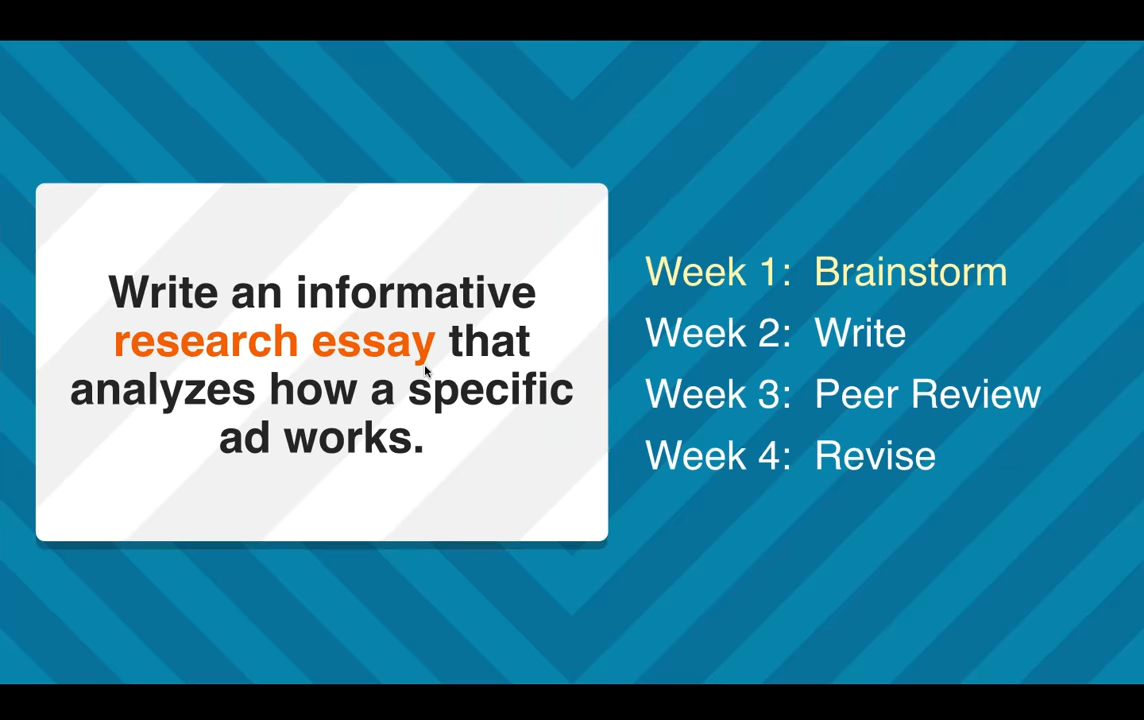 Write an informative
research essay that
analyzes how a specific
ad works.
Week 1: Brainstorm
Week 2: Write
Week 3: Peer Review
Week 4: Revise